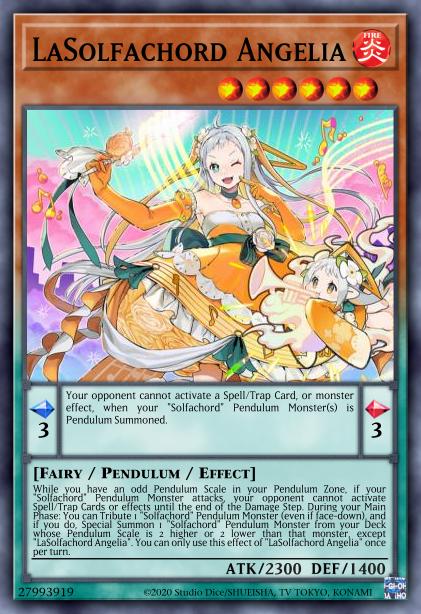 LaSolfachord Angelia
FIRE
炎
Your opponent cannot activate a Spell/Trap Card, or monster
effect, when your "Solfachord" Pendulum Monster(s) is
Pendulum Summoned.
3
3
[Fairy / Pendulum / Effect]
While you have an odd Pendulum Scale in your Pendulum Zone, if your
"Solfachord" Pendulum Monster attacks, your opponent cannot activate
Spell/Trap Cards or effects until the end of the Damage Step. During your Main
Phase: You can Tribute 1 "Solfachord" Pendulum Monster (even if face-down), and
if you do, Special Summon 1 "Solfachord" Pendulum Monster from your Deck
whose Pendulum Scale is 2 higher or 2 lower than that monster, except
"LaSolfachord Angelia". You can only use this effect of "LaSolfachord Angelia" once
per turn.
ATK/2300 DEF/1400
27993919
©2020 Studio Dice/SHUEISHA, TV TOKYO, KONAMI